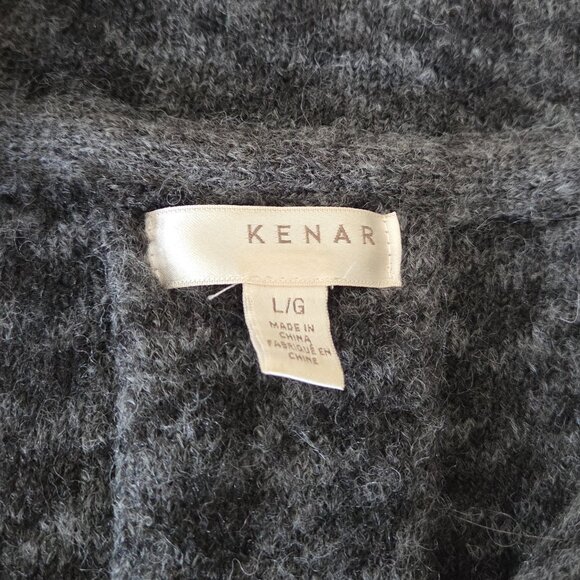 KENAR
L/G
MADE IN
CHINA
FABRIQUÉ EN
CHINE